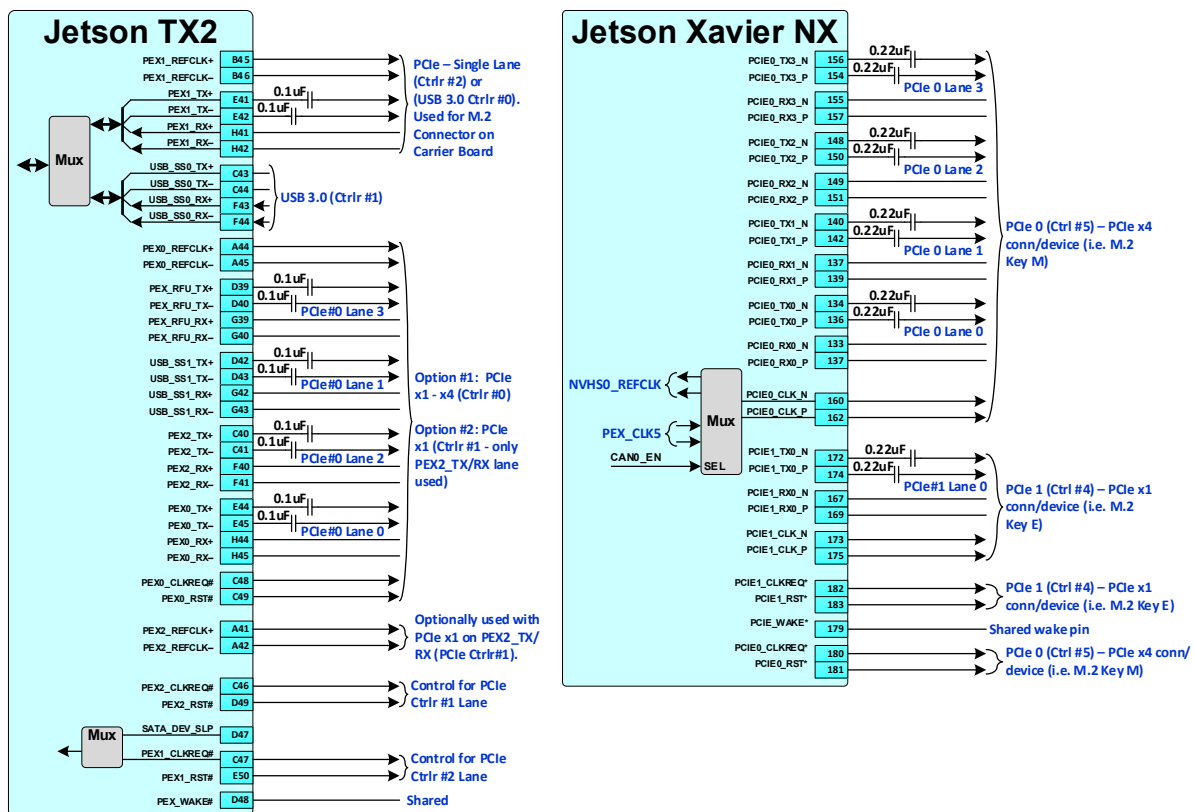 Jetson TX2
PEX1_REFCLK+ B45
PEX1_REFCLK– B46
PEX1_TX+ E41 0.1uF
PEX1_TX– E42 0.1uF
PEX1_RX+ H41
PEX1_RX– H42
PCIe – Single Lane
(Ctrl #2) or
(USB 3.0 Ctrl #0).
Used for M.2
Connector on
Carrier Board
Mux
USB_SS0_TX+ C43
USB_SS0_TX– C44
USB_SS0_RX+ F43
USB_SS0_RX– F44
USB 3.0 (Ctrlr #1)
PEX0_REFCLK+ A44
PEX0_REFCLK– A45
PEX_RFU_TX+ D39 0.1uF
PEX_RFU_TX– D40 0.1uF
PCIe#0 Lane 3
PEX_RFU_RX+ G39
PEX_RFU_RX– G40
USB_SS1_TX+ D42 0.1uF
USB_SS1_TX– D43 0.1uF
PCIe#0 Lane 1
USB_SS1_RX+ G42
USB_SS1_RX– G43
PEX2_TX+ C40 0.1uF
PEX2_TX– C41 0.1uF
PCIe#0 Lane 2
PEX2_RX+ F40
PEX2_RX– F41
PEX0_TX+ E44 0.1uF
PEX0_TX– E45 0.1uF
PCIe#0 Lane 0
PEX0_RX+ H44
PEX0_RX– H45
PEX0_CLKREQ# C48
PEX0_RST# C49
Option #1: PCIe
x1 - x4 (Ctrlr #0)
Option #2: PCIe
x1 (Ctrlr #1 - only
PEX2_TX/RX lane
used)
PEX2_REFCLK+ A41
PEX2_REFCLK– A42
Optionally used with
PCIe x1 on PEX2_TX/
RX (PCIe Ctrlr#1).
PEX2_CLKREQ# C46
PEX2_RST# D49
Control for PCIe
Ctrlr #1 Lane
Mux
SATA_DEV_SLP D47
PEX1_CLKREQ# C47
PEX1_RST# E50
Control for PCIe
Ctrlr #2 Lane
PEX_WAKE# D48
Shared
Jetson Xavier NX
PCIE0_TX3_N 156 0.22uF
PCIE0_TX3_P 154 0.22uF
PCIe 0 Lane 3
PCIE0_RX3_N 155
PCIE0_RX3_P 157
PCIE0_TX2_N 148 0.22uF
PCIE0_TX2_P 150 0.22uF
PCIe 0 Lane 2
PCIE0_RX2_N 149
PCIE0_RX2_P 151
PCIE0_TX1_N 140 0.22uF
PCIE0_TX1_P 142 0.22uF
PCIe 0 Lane 1
PCIE0_RX1_N 137
PCIE0_RX1_P 139
PCIE0_TX0_N 134 0.22uF
PCIE0_TX0_P 136 0.22uF
PCIe 0 Lane 0
PCIE0_RX0_N 133
PCIE0_RX0_P 137
PCIe 0 (Ctrl #5) – PCIe x4
conn/device (i.e. M.2
Key M)
NVHS0_REFCLK
PEX_CLK5
CAN0_EN
Mux
SEL
PCIE0_CLK_N 160
PCIE0_CLK_P 162
PCIE1_TX0_N 172 0.22uF
PCIE1_TX0_P 174 0.22uF
PCIe#1 Lane 0
PCIE1_RX0_N 167
PCIE1_RX0_P 169
PCIE1_CLK_N 173
PCIE1_CLK_P 175
PCIe 1 (Ctrl #4) – PCIe x1
conn/device (i.e. M.2
Key E)
PCIE1_CLKREQ* 182
PCIE1_RST* 183
PCIe 1 (Ctrl #4) – PCIe x1
conn/device (i.e. M.2 Key E)
PCIE_WAKE* 179
Shared wake pin
PCIE0_CLKREQ* 180
PCIE0_RST* 181
PCIe 0 (Ctrl #5) – PCIe x4 conn/
device (i.e. M.2 Key M)